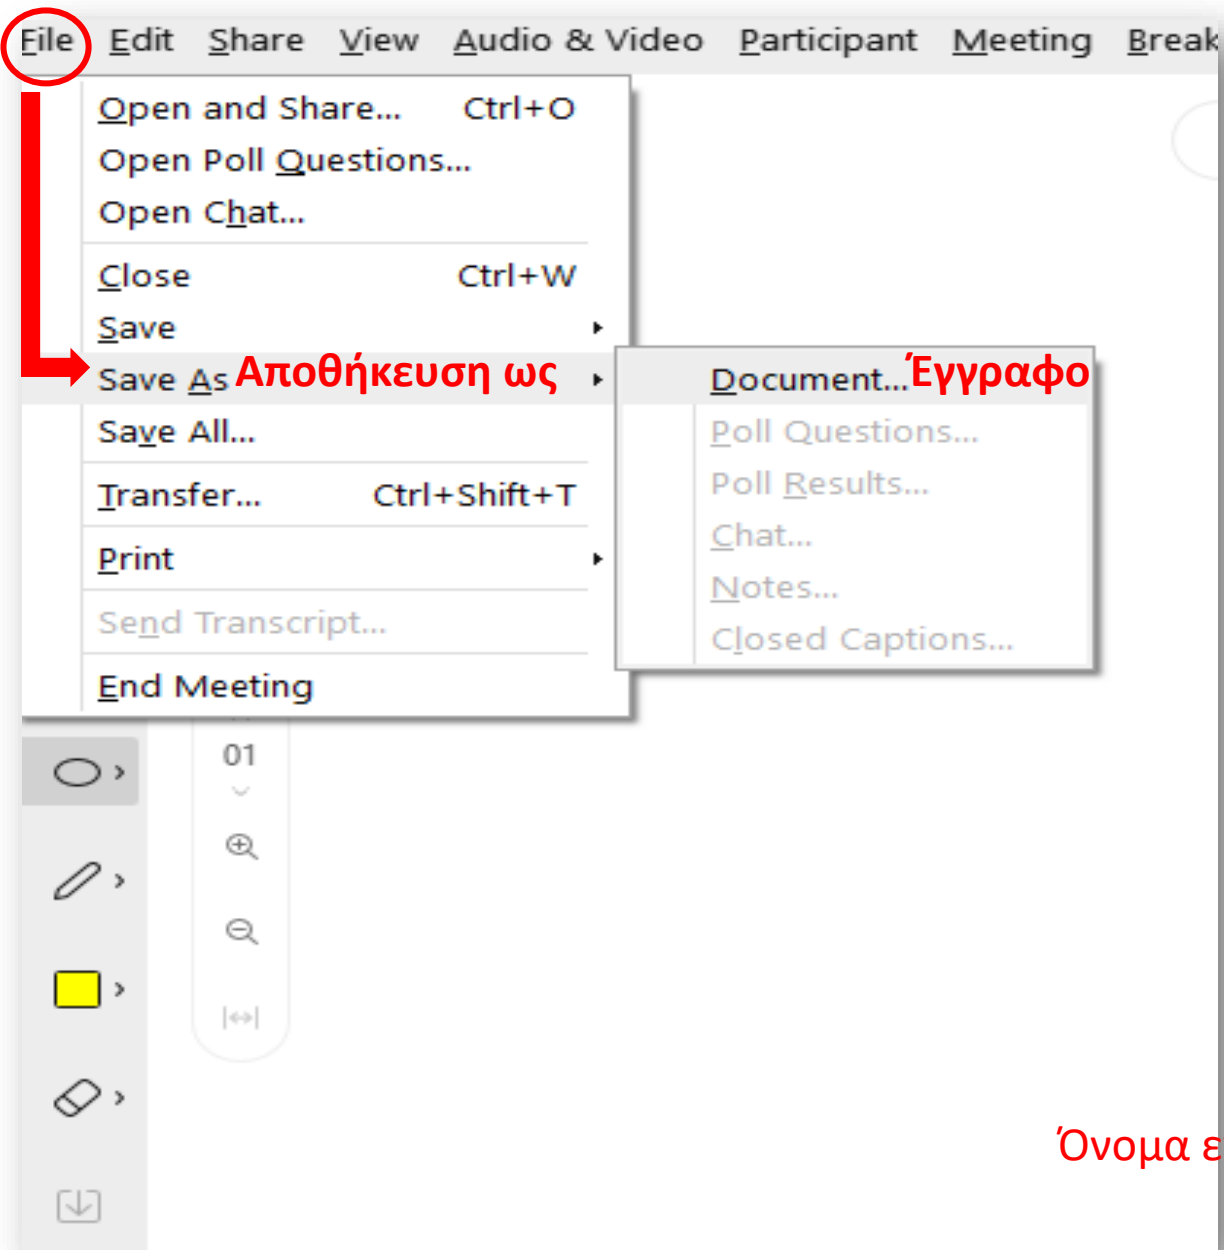 File Edit Share View Audio & Video Participant Meeting Break
Open and Share... Ctrl+O
Open Poll Questions...
Open Chat...
Close Ctrl+W
Save
Save As Αποθήκευση ως
Save All...
Transfer... Ctrl+Shift+T
Print
Send Transcript...
End Meeting
Document... Έγγραφο
Poll Questions...
Poll Results...
Chat...
Notes...
Closed Captions...
01
Όνομα ε